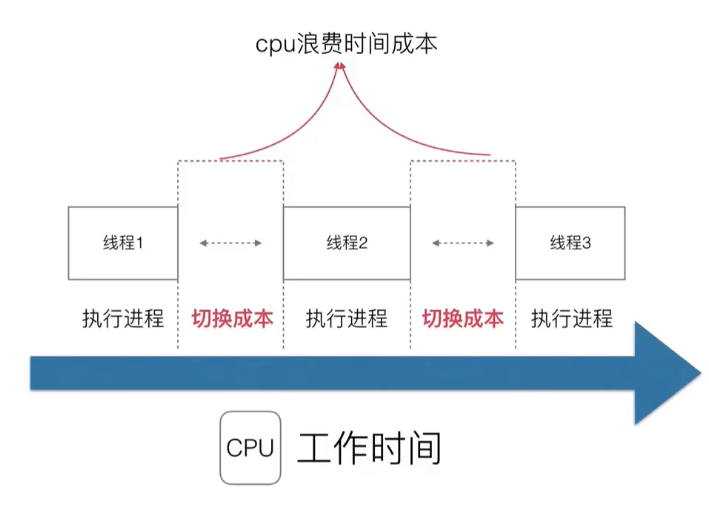 cpu浪费时间成本
线程1
线程2
线程3
执行进程
切换成本
执行进程
切换成本
执行进程
CPU
工作时间